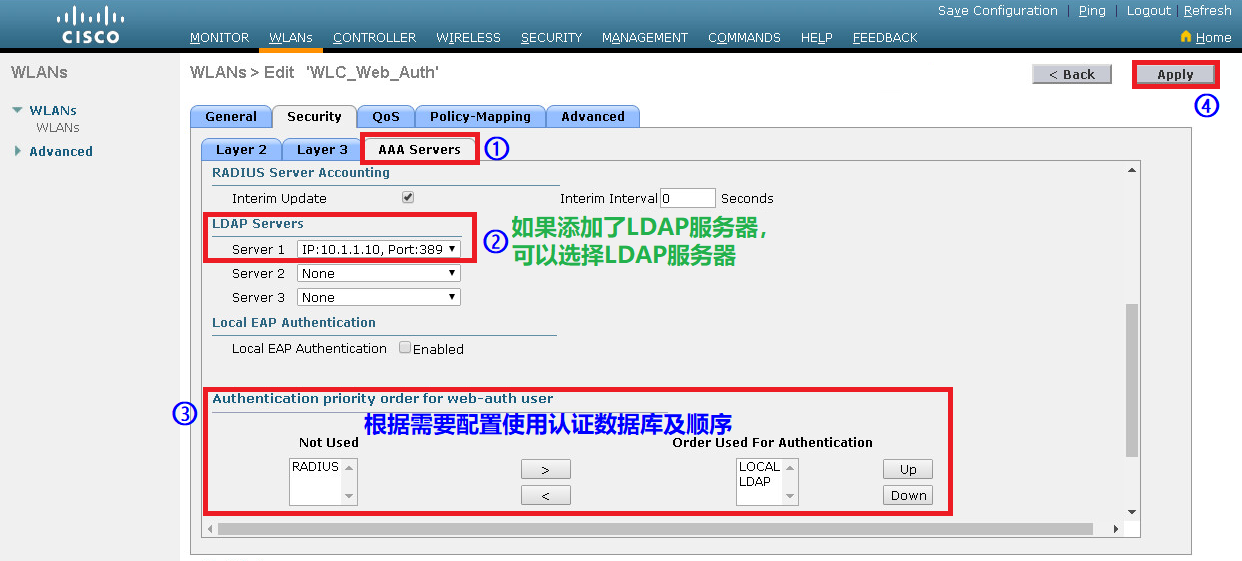 Save Configuration | Ping | Logout | Refresh
CISCO
MONITOR WLANs CONTROLLER WIRELESS SECURITY MANAGEMENT COMMANDS HELP FEEDBACK Home
WLANs
WLANs > Edit 'WLC_Web_Auth'
< Back
Apply
④
WLANs
WLANs
Advanced
General Security QoS Policy-Mapping Advanced
Layer 2 Layer 3 AAA Servers ①
RADIUS Server Accounting
Interim Update Interim Interval 0 Seconds
LDAP Servers
Server 1 IP:10.1.1.10, Port:389
②
如果添加了LDAP服务器，
可以选择LDAP服务器
Server 2 None
Server 3 None
Local EAP Authentication
Local EAP Authentication Enabled
③
Authentication priority order for web-auth user
根据需要配置使用认证数据库及顺序
Not Used Order Used For Authentication
RADIUS > LOCAL Up
LDAP
< Down